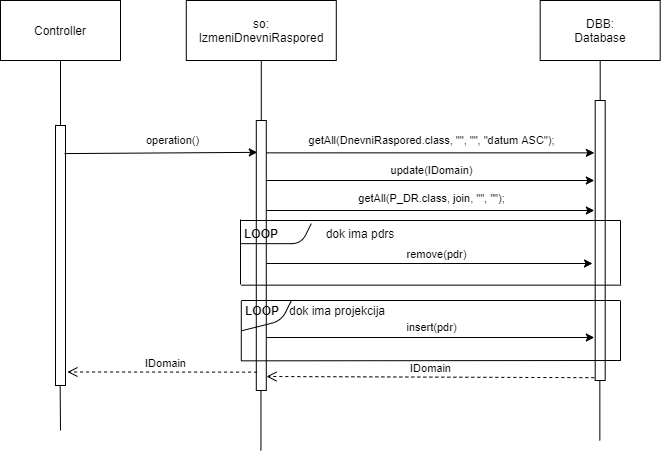 Controller
so:
IzmeniDnevniRaspored
DBB:
Database
operation()
getAll(DnevniRaspored.class, "", "", "datum ASC");
update(IDomain)
getAll(P_DR.class, join, "", "");
LOOP
dok ima pdrs
remove(pdr)
LOOP
dok ima projekcija
insert(pdr)
IDomain
IDomain